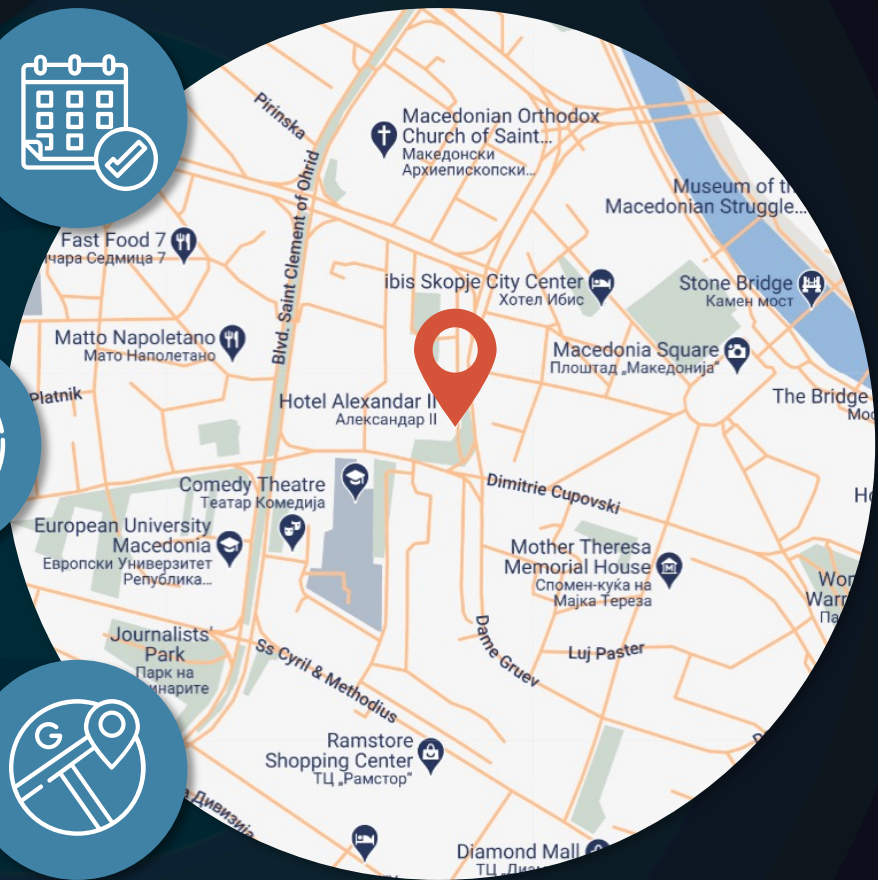 Pirinska
Macedonian Orthodox
Church of Saint...
Македонски
Архиепископски...
Blvd. Saint Clement of Ohrid
Museum of
Macedonian Struggle...
Fast Food 7
Седмица 7
ibis Skopje City Center
Хотел Ибис
Stone Bridge
Камен мост
Matto Napoletano
Мато Наполетано
Macedonia Square
Плоштад „Македонија“
Platnik
The Bridge
Hotel Alexandar II
Александар II
Comedy Theatre
Театар Комедија
Dimitrie Cupovski
European University
Macedonia
Европски Универзитет
Република...
Mother Theresa
Memorial House
Спомен-куќа на
Мајка Тереза
Journalists'
Park
Парк на
Ss Cyril & Methodius
Dame Gruev
Luj Paster
Ramstore
Shopping Center
ТЦ „Рамстор“
G
Дивизија
Diamond Mall
ТЦ